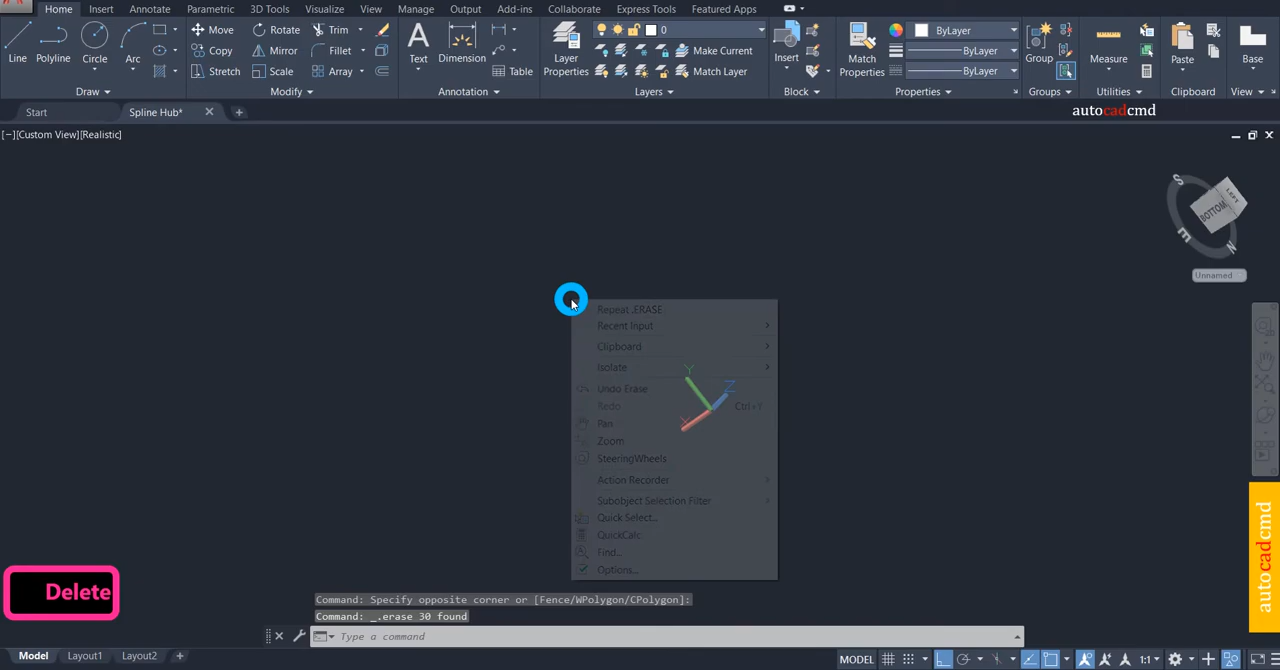 Home Insert Annotate Parametric 3D Tools Visualize View Manage Output Add-ins Collaborate Express Tools Featured Apps
Line Polyline Circle Arc
Move Rotate Trim
Copy Mirror Fillet
Stretch Scale Array
Text Dimension Table
Layer Properties
0
Make Current
Match Layer
Insert
Match Properties
ByLayer
ByLayer
ByLayer
Group
Measure
Paste
Base
Draw Modify Annotation Layers Block Properties Groups Utilities Clipboard View
Start Spline Hub*
autocadcmd
[−][Custom View][Realistic]
S
LEFT
BOTTOM
E
N
Unnamed
Repeat .ERASE
Recent Input
Clipboard
Isolate
Undo Erase
Redo Ctrl+Y
Pan
Zoom
SteeringWheels
Action Recorder
Subobject Selection Filter
Quick Select...
QuickCalc
Find...
Options...
Y
Z
X
autocadcmd
Delete
Command: Specify opposite corner or [Fence/WPolygon/CPolygon]:
Command: _.erase 30 found
Type a command
Model Layout1 Layout2 +
MODEL 1:1